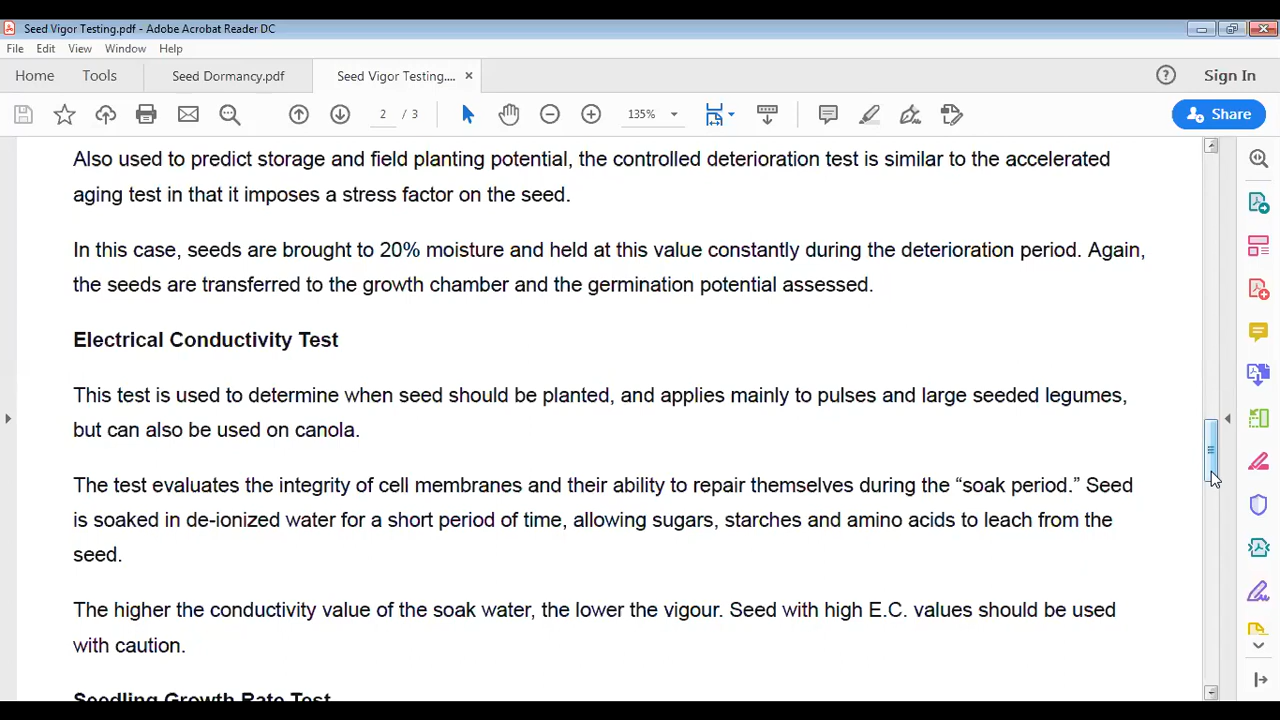 Seed Vigor Testing.pdf - Adobe Acrobat Reader DC
File Edit View Window Help
Home Tools Seed Dormancy.pdf Seed Vigor Testing.... × Sign In
2 / 3 135% Share
Also used to predict storage and field planting potential, the controlled deterioration test is similar to the accelerated
aging test in that it imposes a stress factor on the seed.
In this case, seeds are brought to 20% moisture and held at this value constantly during the deterioration period. Again,
the seeds are transferred to the growth chamber and the germination potential assessed.
Electrical Conductivity Test
This test is used to determine when seed should be planted, and applies mainly to pulses and large seeded legumes,
but can also be used on canola.
The test evaluates the integrity of cell membranes and their ability to repair themselves during the “soak period.” Seed
is soaked in de-ionized water for a short period of time, allowing sugars, starches and amino acids to leach from the
seed.
The higher the conductivity value of the soak water, the lower the vigour. Seed with high E.C. values should be used
with caution.
Seedling Growth Rate Test